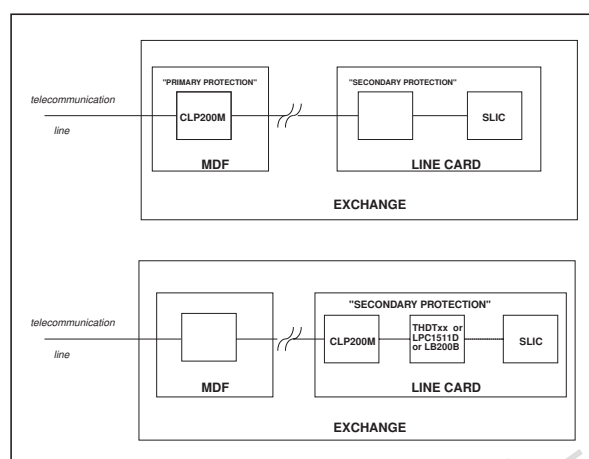 "PRIMARY PROTECTION"
"SECONDARY PROTECTION"
telecommunication
line
CLP200M
SLIC
MDF
LINE CARD
EXCHANGE
"SECONDARY PROTECTION"
telecommunication
line
CLP200M
THDTxx or
LPC1511D
or LB200B
SLIC
MDF
LINE CARD
EXCHANGE